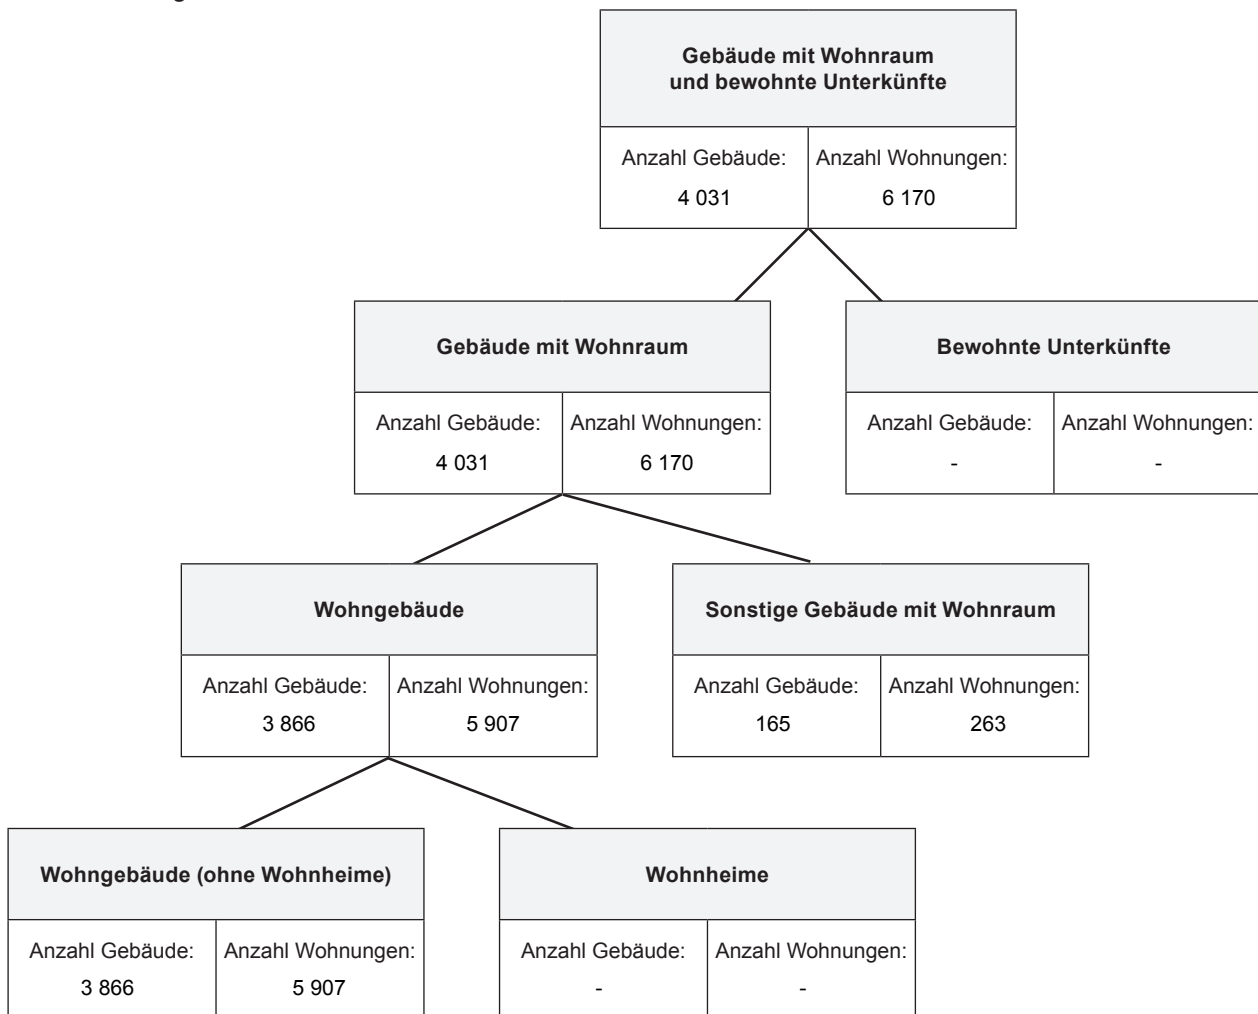 Gebäude mit Wohnraum
und bewohnte Unterkünfte
Anzahl Gebäude: Anzahl Wohnungen:
4 031 6 170
Gebäude mit Wohnraum Bewohnte Unterkünfte
Anzahl Gebäude: Anzahl Wohnungen: Anzahl Gebäude: Anzahl Wohnungen:
4 031 6 170 - -
Wohngebäude Sonstige Gebäude mit Wohnraum
Anzahl Gebäude: Anzahl Wohnungen: Anzahl Gebäude: Anzahl Wohnungen:
3 866 5 907 165 263
Wohngebäude (ohne Wohnheime) Wohnheime
Anzahl Gebäude: Anzahl Wohnungen: Anzahl Gebäude: Anzahl Wohnungen:
3 866 5 907 - -